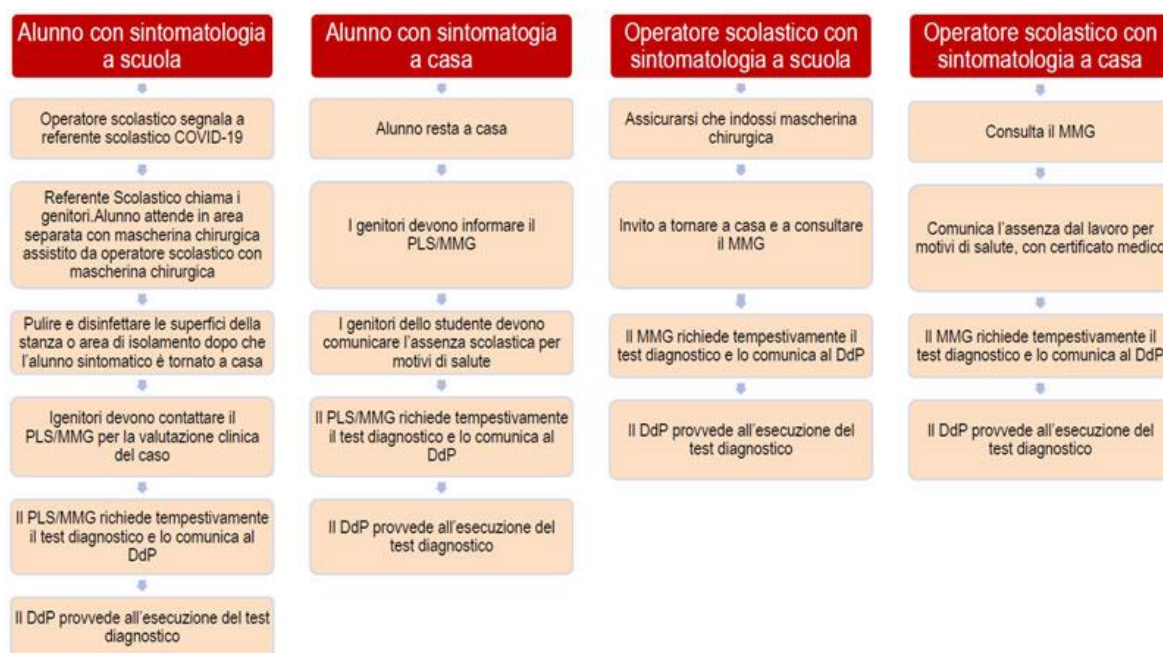 Alunno con sintomatologia
a scuola
Operatore scolastico segnala a
referente scolastico COVID-19
Referente Scolastico chiama i
genitori.Alunno attende in area
separata con mascherina chirurgica
assistito da operatore scolastico con
mascherina chirurgica
Pulire e disinfettare le superfici della
stanza o area di isolamento dopo che
l'alunno sintomatico è tornato a casa
Igenitori devono contattare il
PLS/MMG per la valutazione clinica
del caso
Il PLS/MMG richiede tempestivamente
il test diagnostico e lo comunica al
DdP
Il DdP provvede all'esecuzione del test
diagnostico
Alunno con sintomatogia
a casa
Alunno resta a casa
I genitori devono informare il
PLS/MMG
I genitori dello studente devono
comunicare l'assenza scolastica per
motivi di salute
Il PLS/MMG richiede tempestivamente
il test diagnostico e lo comunica al
DdP
Il DdP provvede all'esecuzione del
test diagnostico
Operatore scolastico con
sintomatologia a scuola
Assicurarsi che indossi mascherina
chirurgica
Invito a tornare a casa e a consultare
il MMG
Il MMG richiede tempestivamente il
test diagnostico e lo comunica al DdP
Il DdP provvede all'esecuzione del
test diagnostico
Operatore scolastico con
sintomatologia a casa
Consulta il MMG
Comunica l'assenza dal lavoro per
motivi di salute, con certificato medico
Il MMG richiede tempestivamente il
test diagnostico e lo comunica al DdP
Il DdP provvede all'esecuzione del
test diagnostico